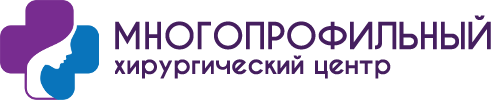 МНОГОПРОФИЛЬНЫЙ
хирургический центр